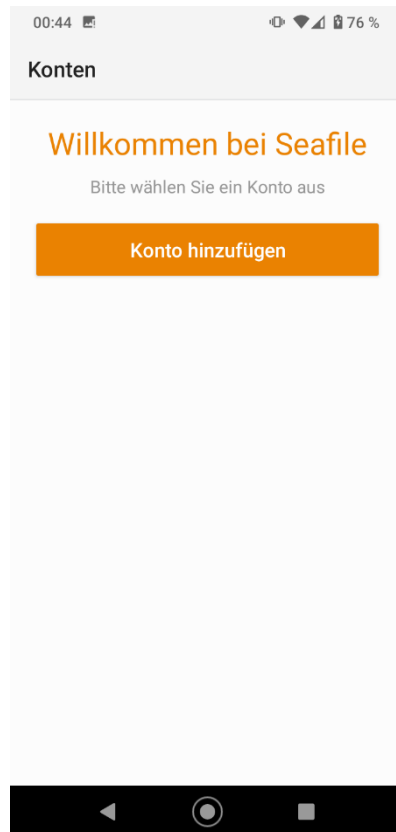 00:44 76 %
Konten
Willkommen bei Seafile
Bitte wählen Sie ein Konto aus
Konto hinzufügen